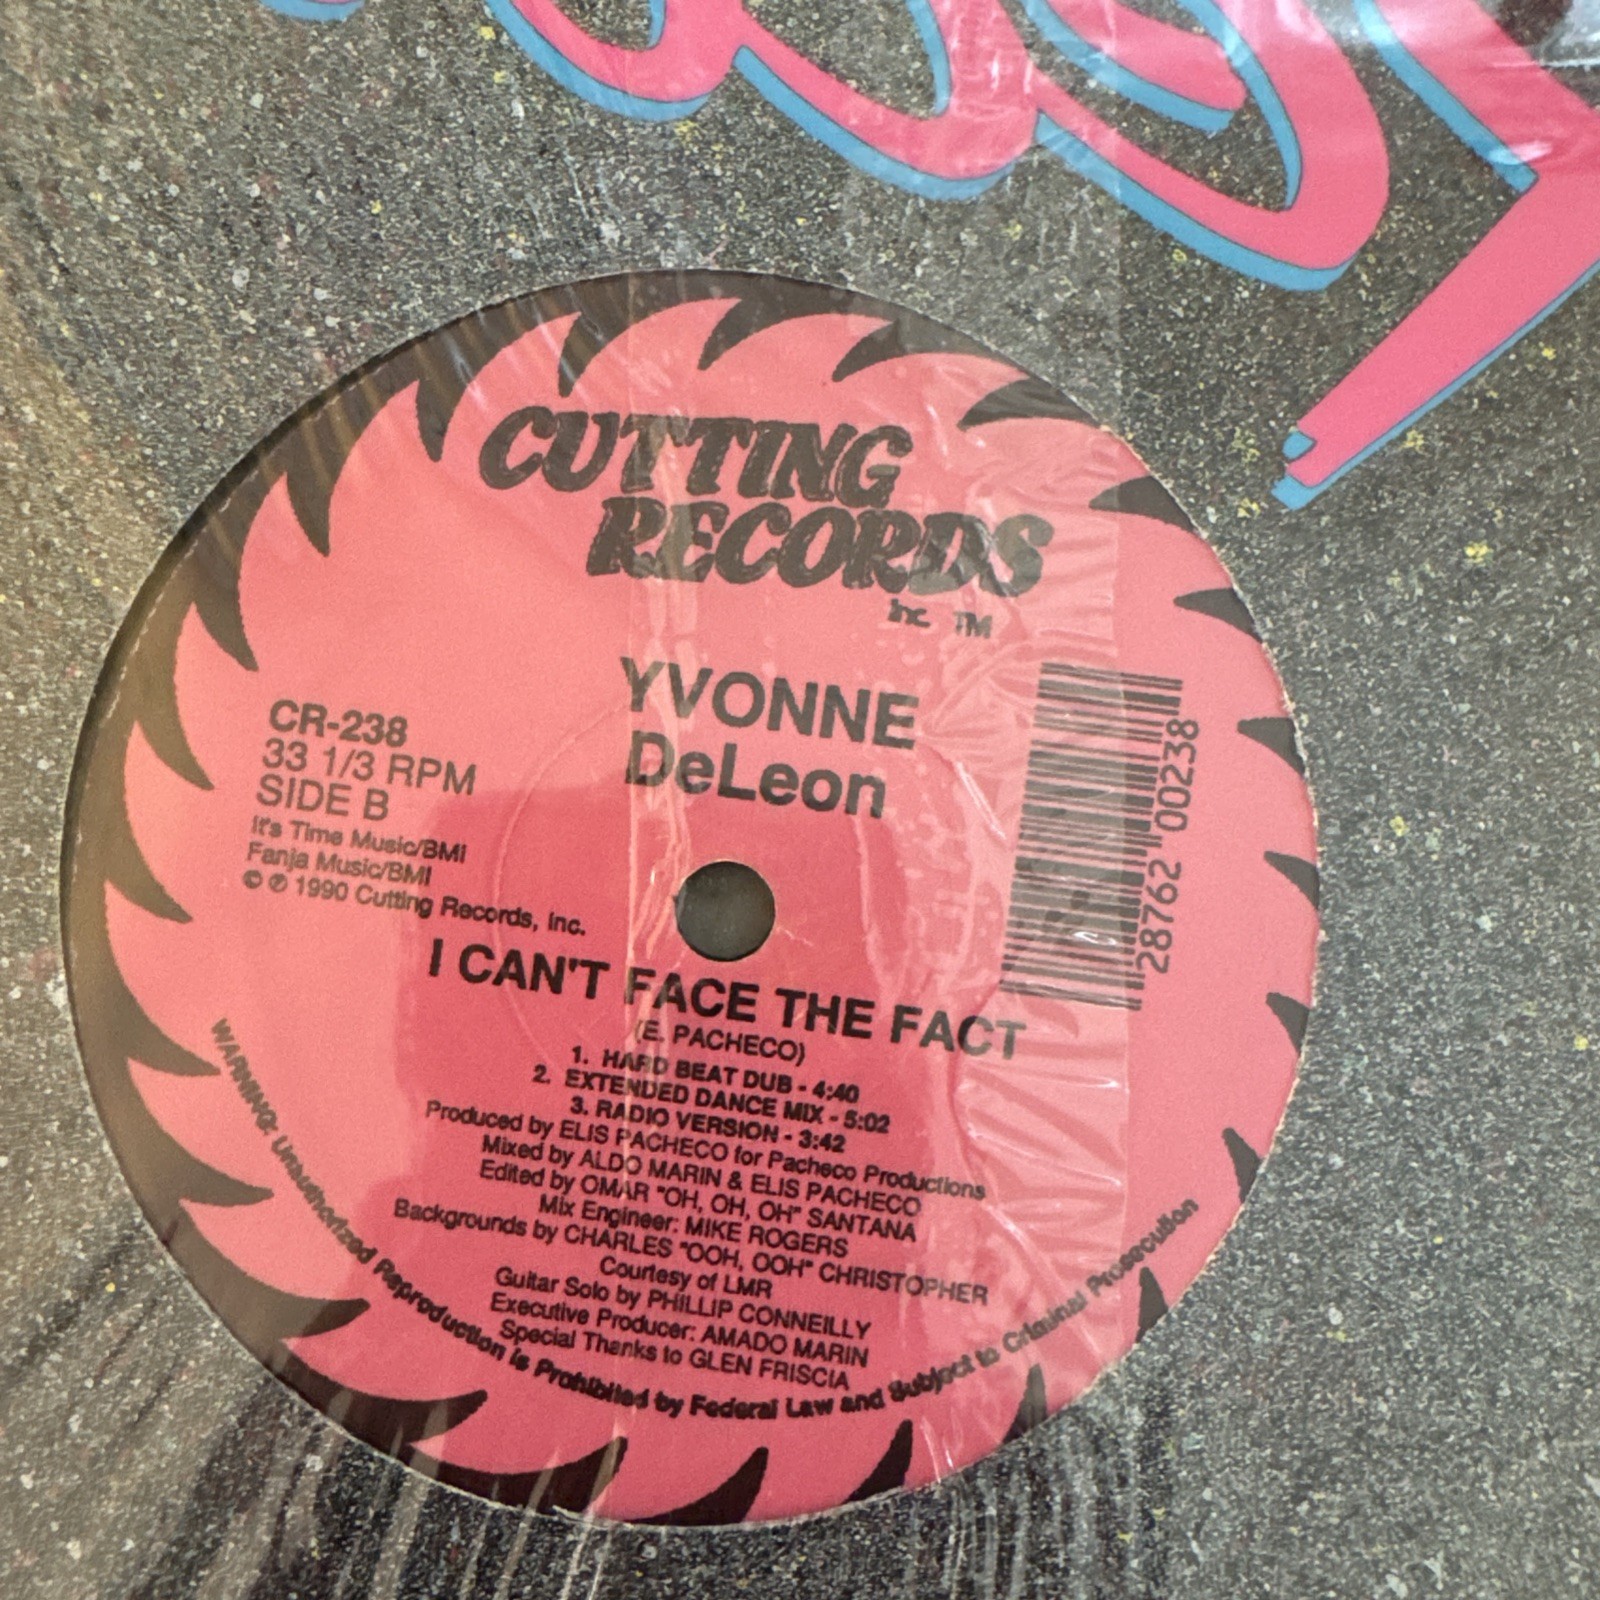 CUTTING
RECORDS
Inc. TM
YVONNE
DeLeon
CR-238
33 1/3 RPM
SIDE B
It's Time Music/BMI
Fanja Music/BMI
© ℗ 1990 Cutting Records, Inc.
28762 00238
I CAN'T FACE THE FACT
(E. PACHECO)
1. HARD BEAT DUB - 4:40
2. EXTENDED DANCE MIX - 5:02
3. RADIO VERSION - 3:42
Produced by ELIS PACHECO for Pacheco Productions
Mixed by ALDO MARIN & ELIS PACHECO
Edited by OMAR "OH, OH, OH" SANTANA
Mix Engineer: MIKE ROGERS
Backgrounds by CHARLES "OOH, OOH" CHRISTOPHER
Courtesy of LMR
Guitar Solo by PHILLIP CONNEILLY
Executive Producer: AMADO MARIN
Special Thanks to GLEN FRISCIA
WARNING: Unauthorized Reproduction is Prohibited by Federal Law and Subject to Criminal Prosecution